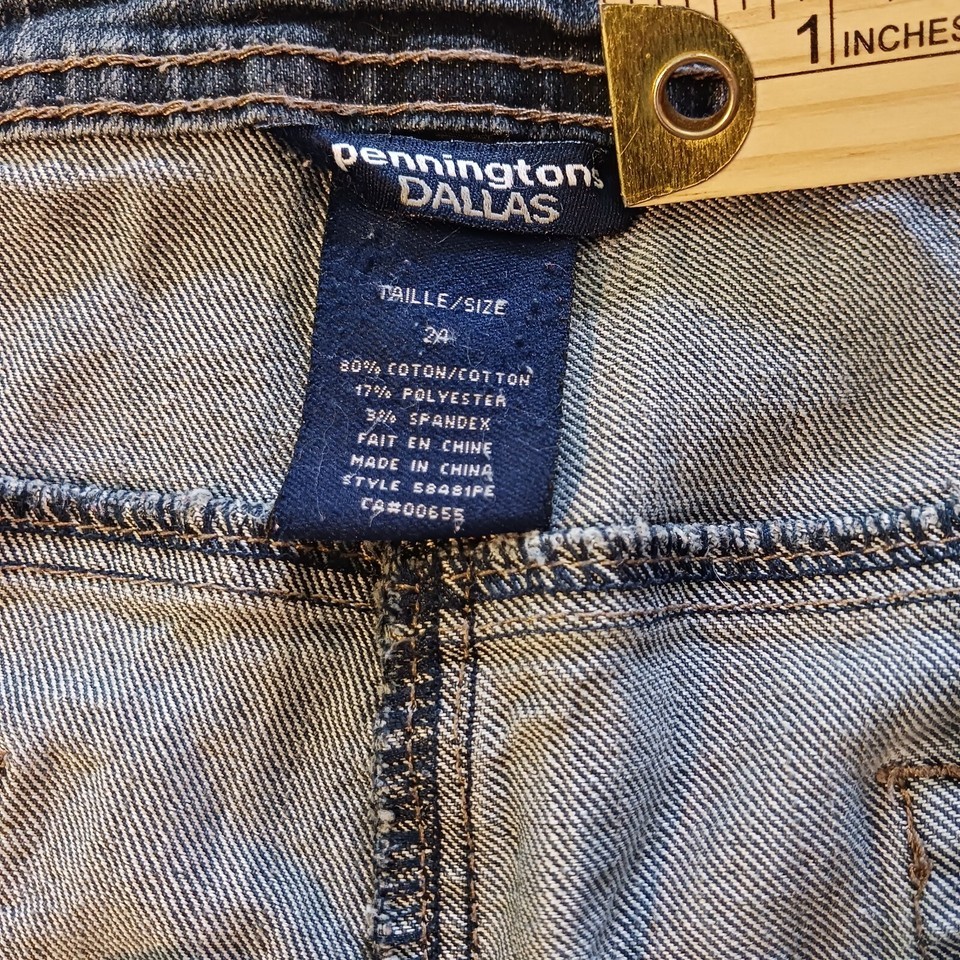 1 INCHES
penningtons
DALLAS
TAILLE/SIZE
24
80% COTON/COTTON
17% POLYESTER
3% SPANDEX
FAIT EN CHINE
MADE IN CHINA
STYLE 58481PE
CA#00655